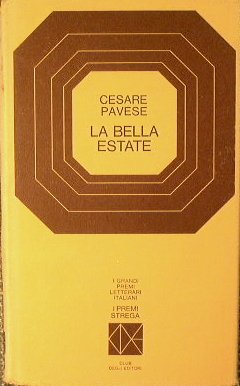 CESARE
PAVESE
LA BELLA
ESTATE
I GRANDI
PREMI
LETTERARI
ITALIANI
I PREMI
STREGA
CLUB
DEGLI EDITORI